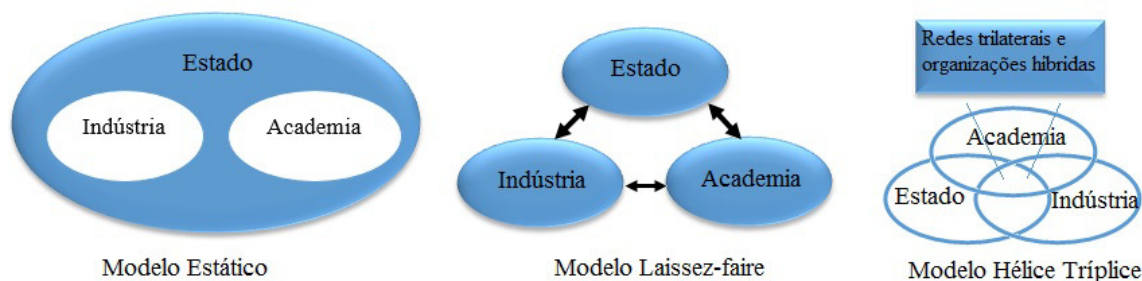 Estado
Indústria
Academia
Modelo Estático
Estado
Indústria
Academia
Modelo Laissez-faire
Redes trilaterais e
organizações hibridas
Academia
Estado
Indústria
Modelo Hélice Tríplice